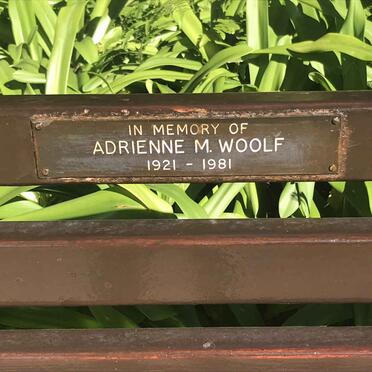 IN MEMORY OF
ADRIENNE M. WOOLF
1921 - 1981